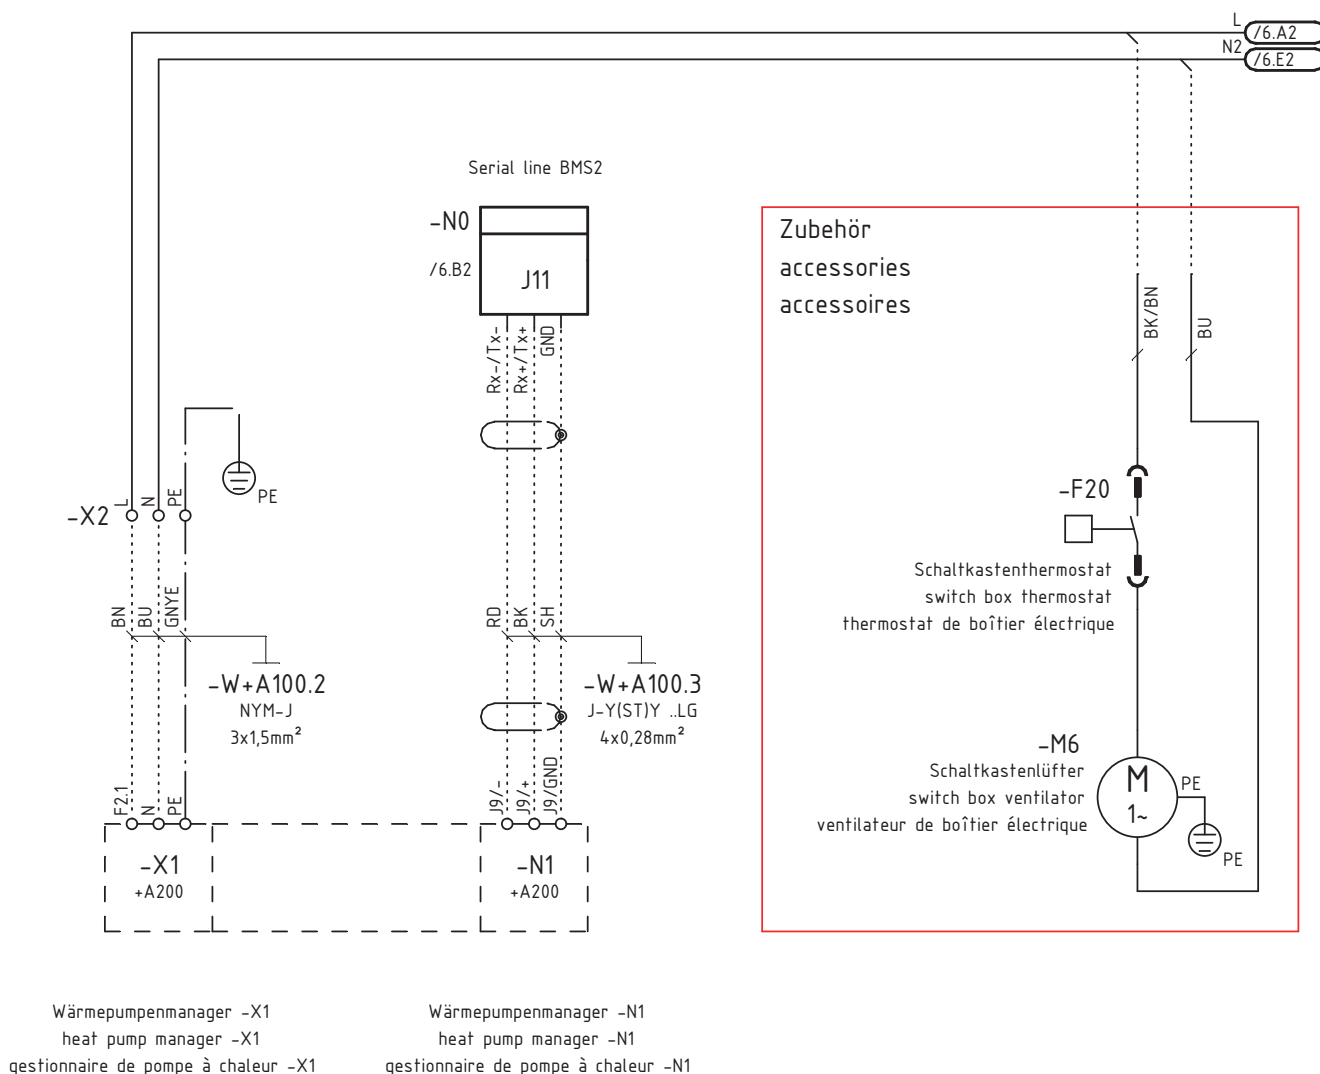 L
/6.A2
N2
/6.E2
Serial line BMS2
-N0
/6.B2
J11
Rx-/Tx-
Rx+/Tx+
GND
Zubehör
accessories
accessoires
BK/BN
BU
PE
-X2
L
N
PE
BN
BU
GNYE
-W+A100.2
NYM-J
3x1,5mm²
RD
BK
SH
-W+A100.3
J-Y(ST)Y ..LG
4x0,28mm²
-F20
Schaltkastenthermostat
switch box thermostat
thermostat de boîtier électrique
-M6
Schaltkastenlüfter
switch box ventilator
ventilateur de boîtier électrique
M
1~
PE
PE
F2.1
N
PE
-X1
+A200
J9/-
J9/+
J9/GND
-N1
+A200
Wärmepumpenmanager -X1
heat pump manager -X1
gestionnaire de pompe à chaleur -X1
Wärmepumpenmanager -N1
heat pump manager -N1
gestionnaire de pompe à chaleur -N1